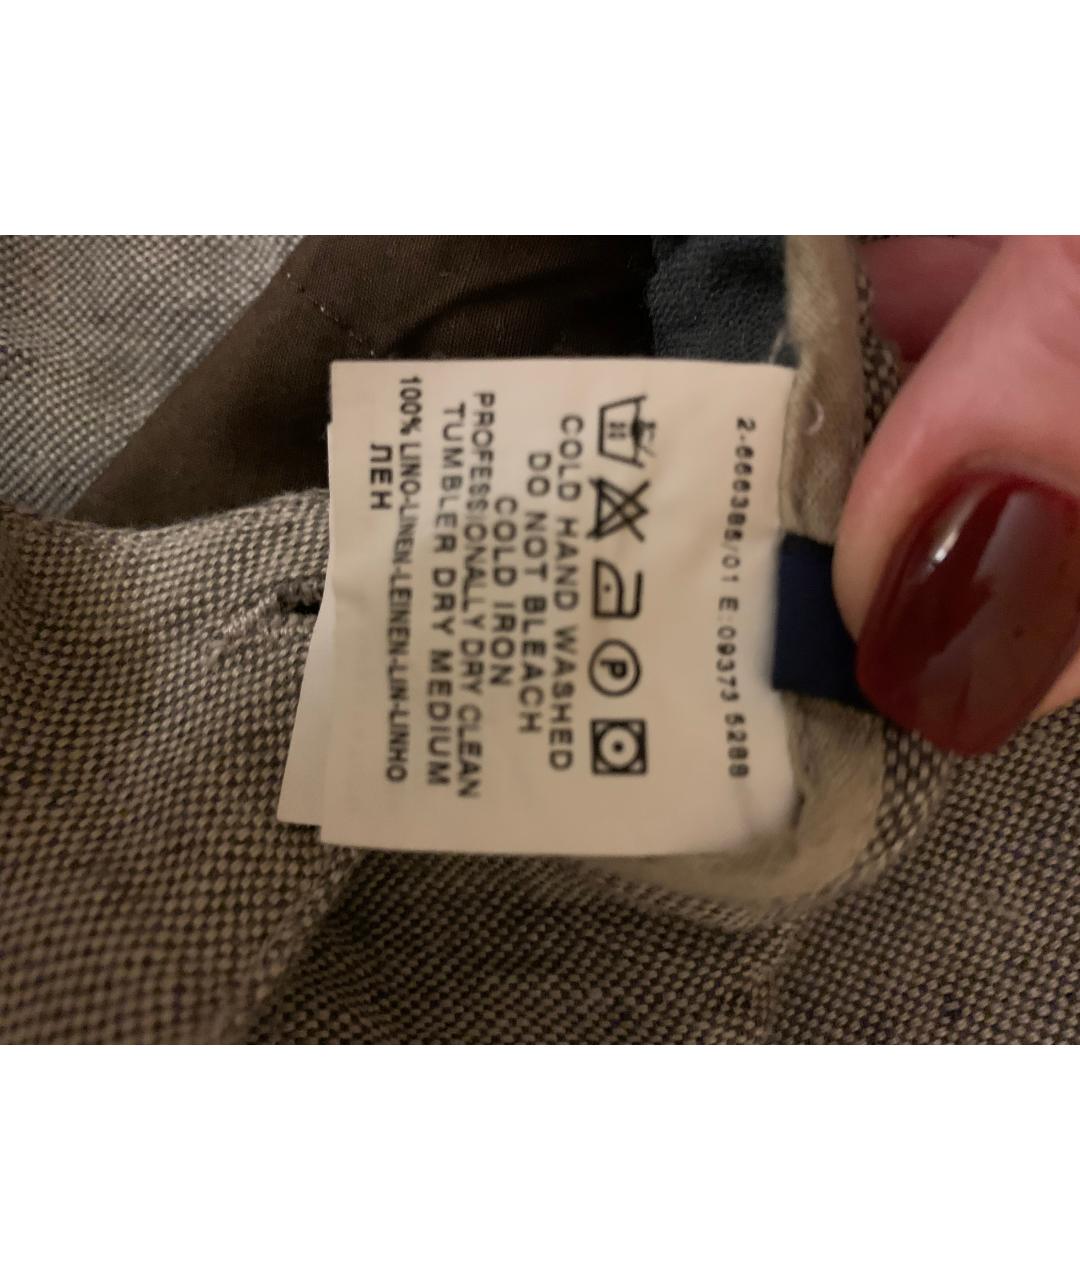 2-666385/01 E:09373 5288
COLD HAND WASHED
DO NOT BLEACH
COLD IRON
PROFESSIONALLY DRY CLEAN
TUMBLER DRY MEDIUM
100% LINO-LINEN-LEINEN-LIN-LINHO
ЛЕН